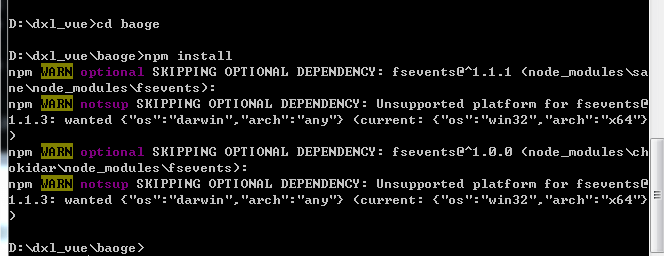 D:\dxl_vue>cd baoge
D:\dxl_vue\baoge>npm install
npm WARN optional SKIPPING OPTIONAL DEPENDENCY: fsevents@^1.1.1 (node_modules\sa
ne\node_modules\fsevents):
npm WARN notsup SKIPPING OPTIONAL DEPENDENCY: Unsupported platform for fsevents@
1.1.3: wanted {"os":"darwin","arch":"any"} (current: {"os":"win32","arch":"x64"}
)
npm WARN optional SKIPPING OPTIONAL DEPENDENCY: fsevents@^1.0.0 (node_modules\ch
okidar\node_modules\fsevents):
npm WARN notsup SKIPPING OPTIONAL DEPENDENCY: Unsupported platform for fsevents@
1.1.3: wanted {"os":"darwin","arch":"any"} (current: {"os":"win32","arch":"x64"}
)
D:\dxl_vue\baoge>